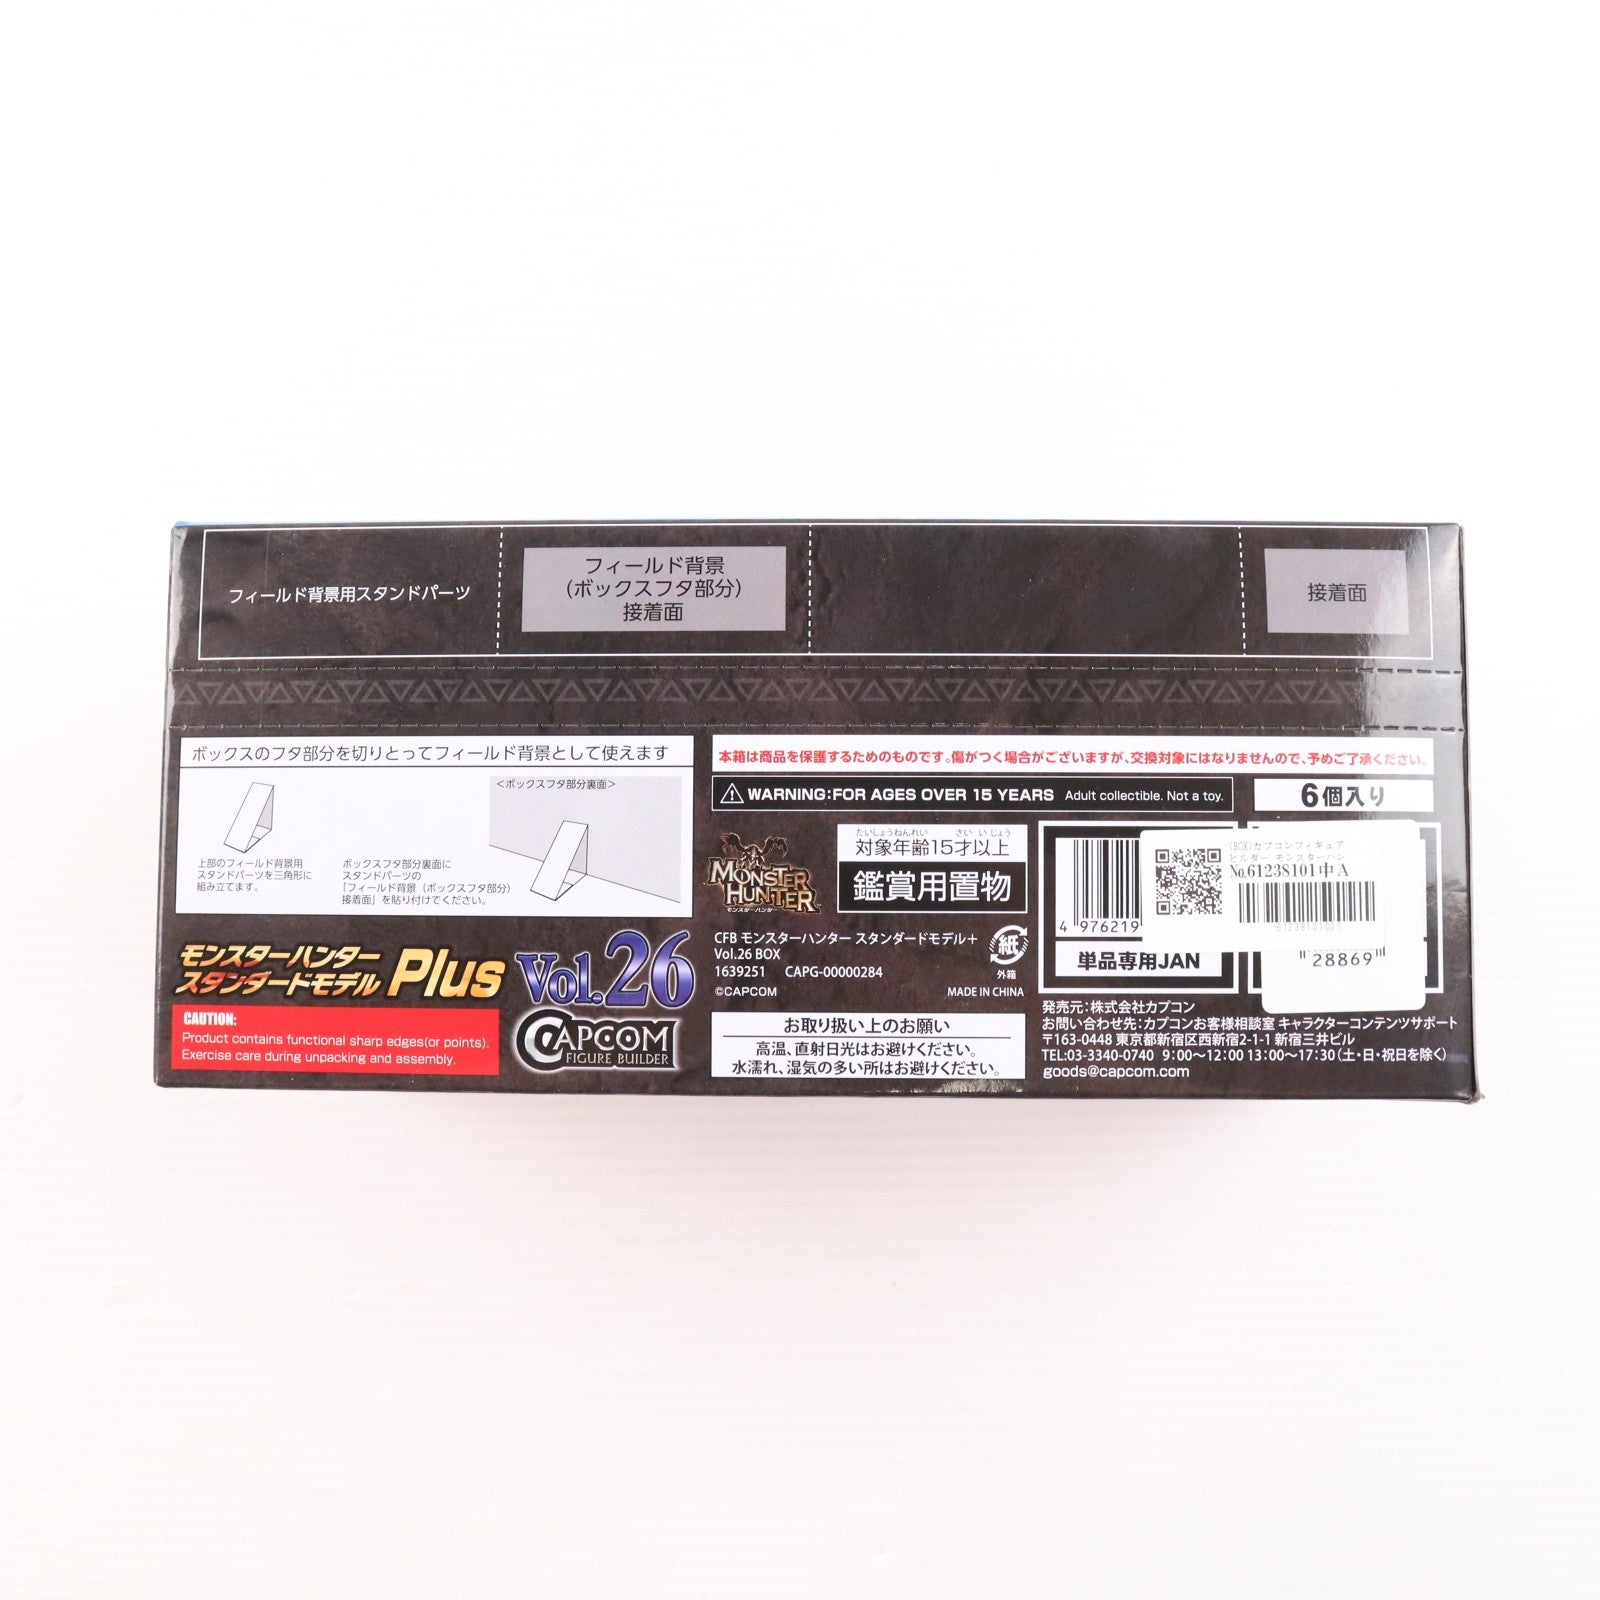 フィールド背景用スタンドパーツ
フィールド背景
(ボックスフタ部分)
接着面
接着面
ボックスのフタ部分を切りとってフィールド背景として使えます
<ボックスフタ部分裏面>
上部のフィールド背景用
スタンドパーツを三角形に
組み立てます。
ボックスフタ部分裏面に
スタンドパーツの
「フィールド背景(ボックスフタ部分)
接着面」を貼り付けてください。
モンスターハンター
スタンダードモデル Plus Vol.26
CAUTION:
Product contains functional sharp edges(or points).
Exercise care during unpacking and assembly.
CAPCOM
FIGURE BUILDER
本箱は商品を保護するためのものです。傷がつく場合がございますが、交換対象にはなりませんので、予めご了承ください。
WARNING:FOR AGES OVER 15 YEARS Adult collectible. Not a toy.
6個入り
MONSTER
HUNTER
モンスターハンター
たいしょうねんれい さい いじょう
対象年齢15才以上
鑑賞用置物
CFB モンスターハンター スタンダードモデル+
Vol.26 BOX
1639251 CAPG-00000284
©CAPCOM
紙
外箱
MADE IN CHINA
お取り扱い上のお願い
高温、直射日光はお避けください。
水濡れ、湿気の多い所はお避けください。
4 976219
単品専用JAN
(BOX)カプコンフィギュア
ビルダー モンスターハン
No.61238101中A
61238101001
28869
発売元:株式会社カプコン
お問い合わせ先:カプコンお客様相談室 キャラクターコンテンツサポート
〒163-0448 東京都新宿区西新宿2-1-1 新宿三井ビル
TEL:03-3340-0740 9:00〜12:00 13:00〜17:30(土・日・祝日を除く)
goods@capcom.com